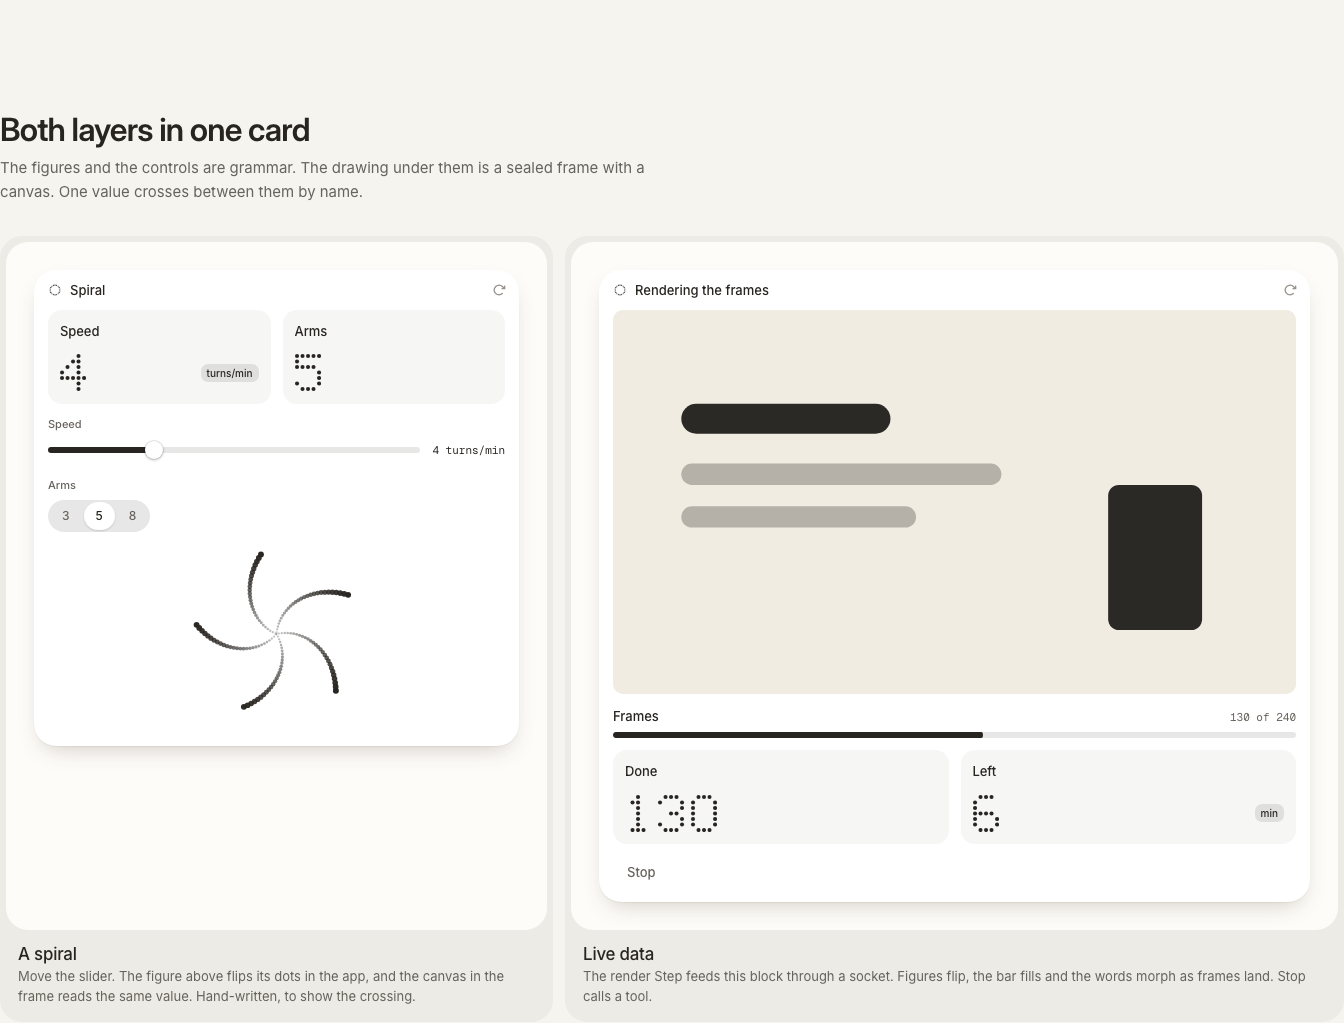 Both layers in one card
The figures and the controls are grammar. The drawing under them is a sealed frame with a
canvas. One value crosses between them by name.
Spiral
Speed
4
turns/min
Arms
5
Speed
4 turns/min
Arms
3 5 8
A spiral
Move the slider. The figure above flips its dots in the app, and the canvas in the
frame reads the same value. Hand-written, to show the crossing.
Rendering the frames
Frames
130 of 240
Done
130
Left
6
min
Stop
Live data
The render Step feeds this block through a socket. Figures flip, the bar fills and the words morph as frames land. Stop
calls a tool.